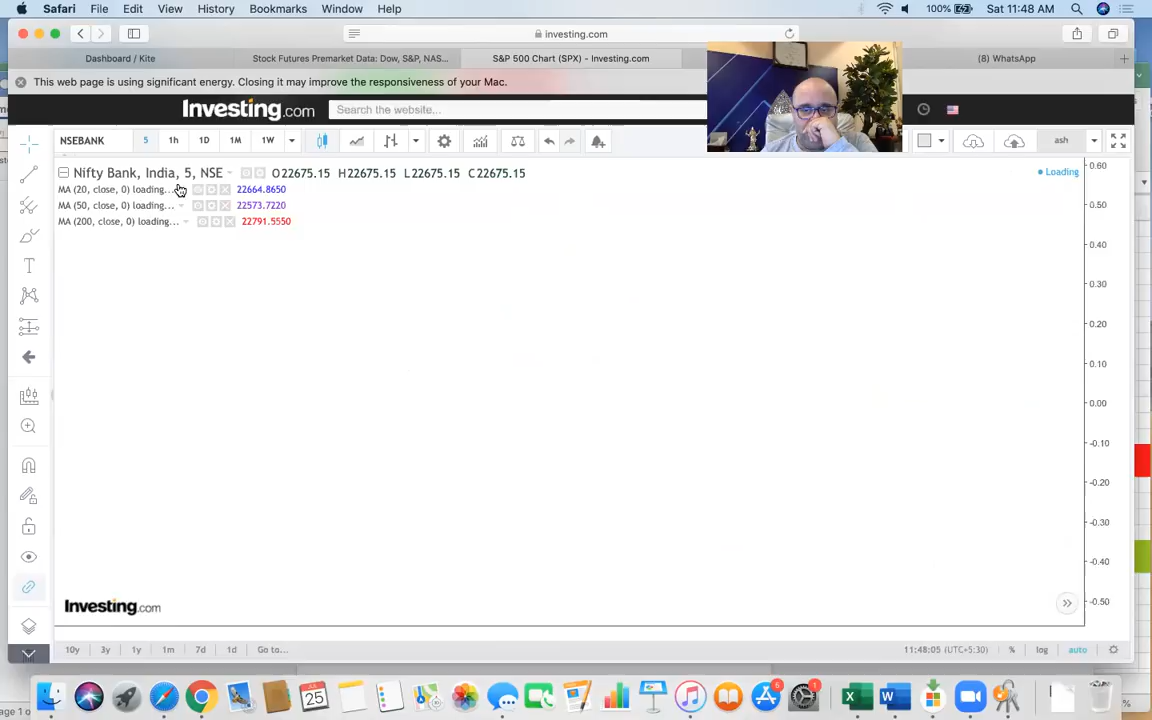 Safari File Edit View History Bookmarks Window Help 100% Sat 11:48 AM
investing.com
Dashboard / Kite Stock Futures Premarket Data: Dow, S&P, NAS... S&P 500 Chart (SPX) - Investing.com (8) WhatsApp
This web page is using significant energy. Closing it may improve the responsiveness of your Mac.
Investing.com Search the website...
NSEBANK 5 1h 1D 1M 1W ash
Nifty Bank, India, 5, NSE O22675.15 H22675.15 L22675.15 C22675.15 Loading
MA (20, close, 0) loading... 22664.8650
MA (50, close, 0) loading... 22573.7220
MA (200, close, 0) loading... 22791.5550
0.60
0.50
0.40
0.30
0.20
0.10
0.00
-0.10
-0.20
-0.30
-0.40
-0.50
Investing.com
10y 3y 1y 1m 7d 1d Go to... 11:48:05 (UTC+5:30) % log auto
JUL
25
6
1
Page 1 o
%